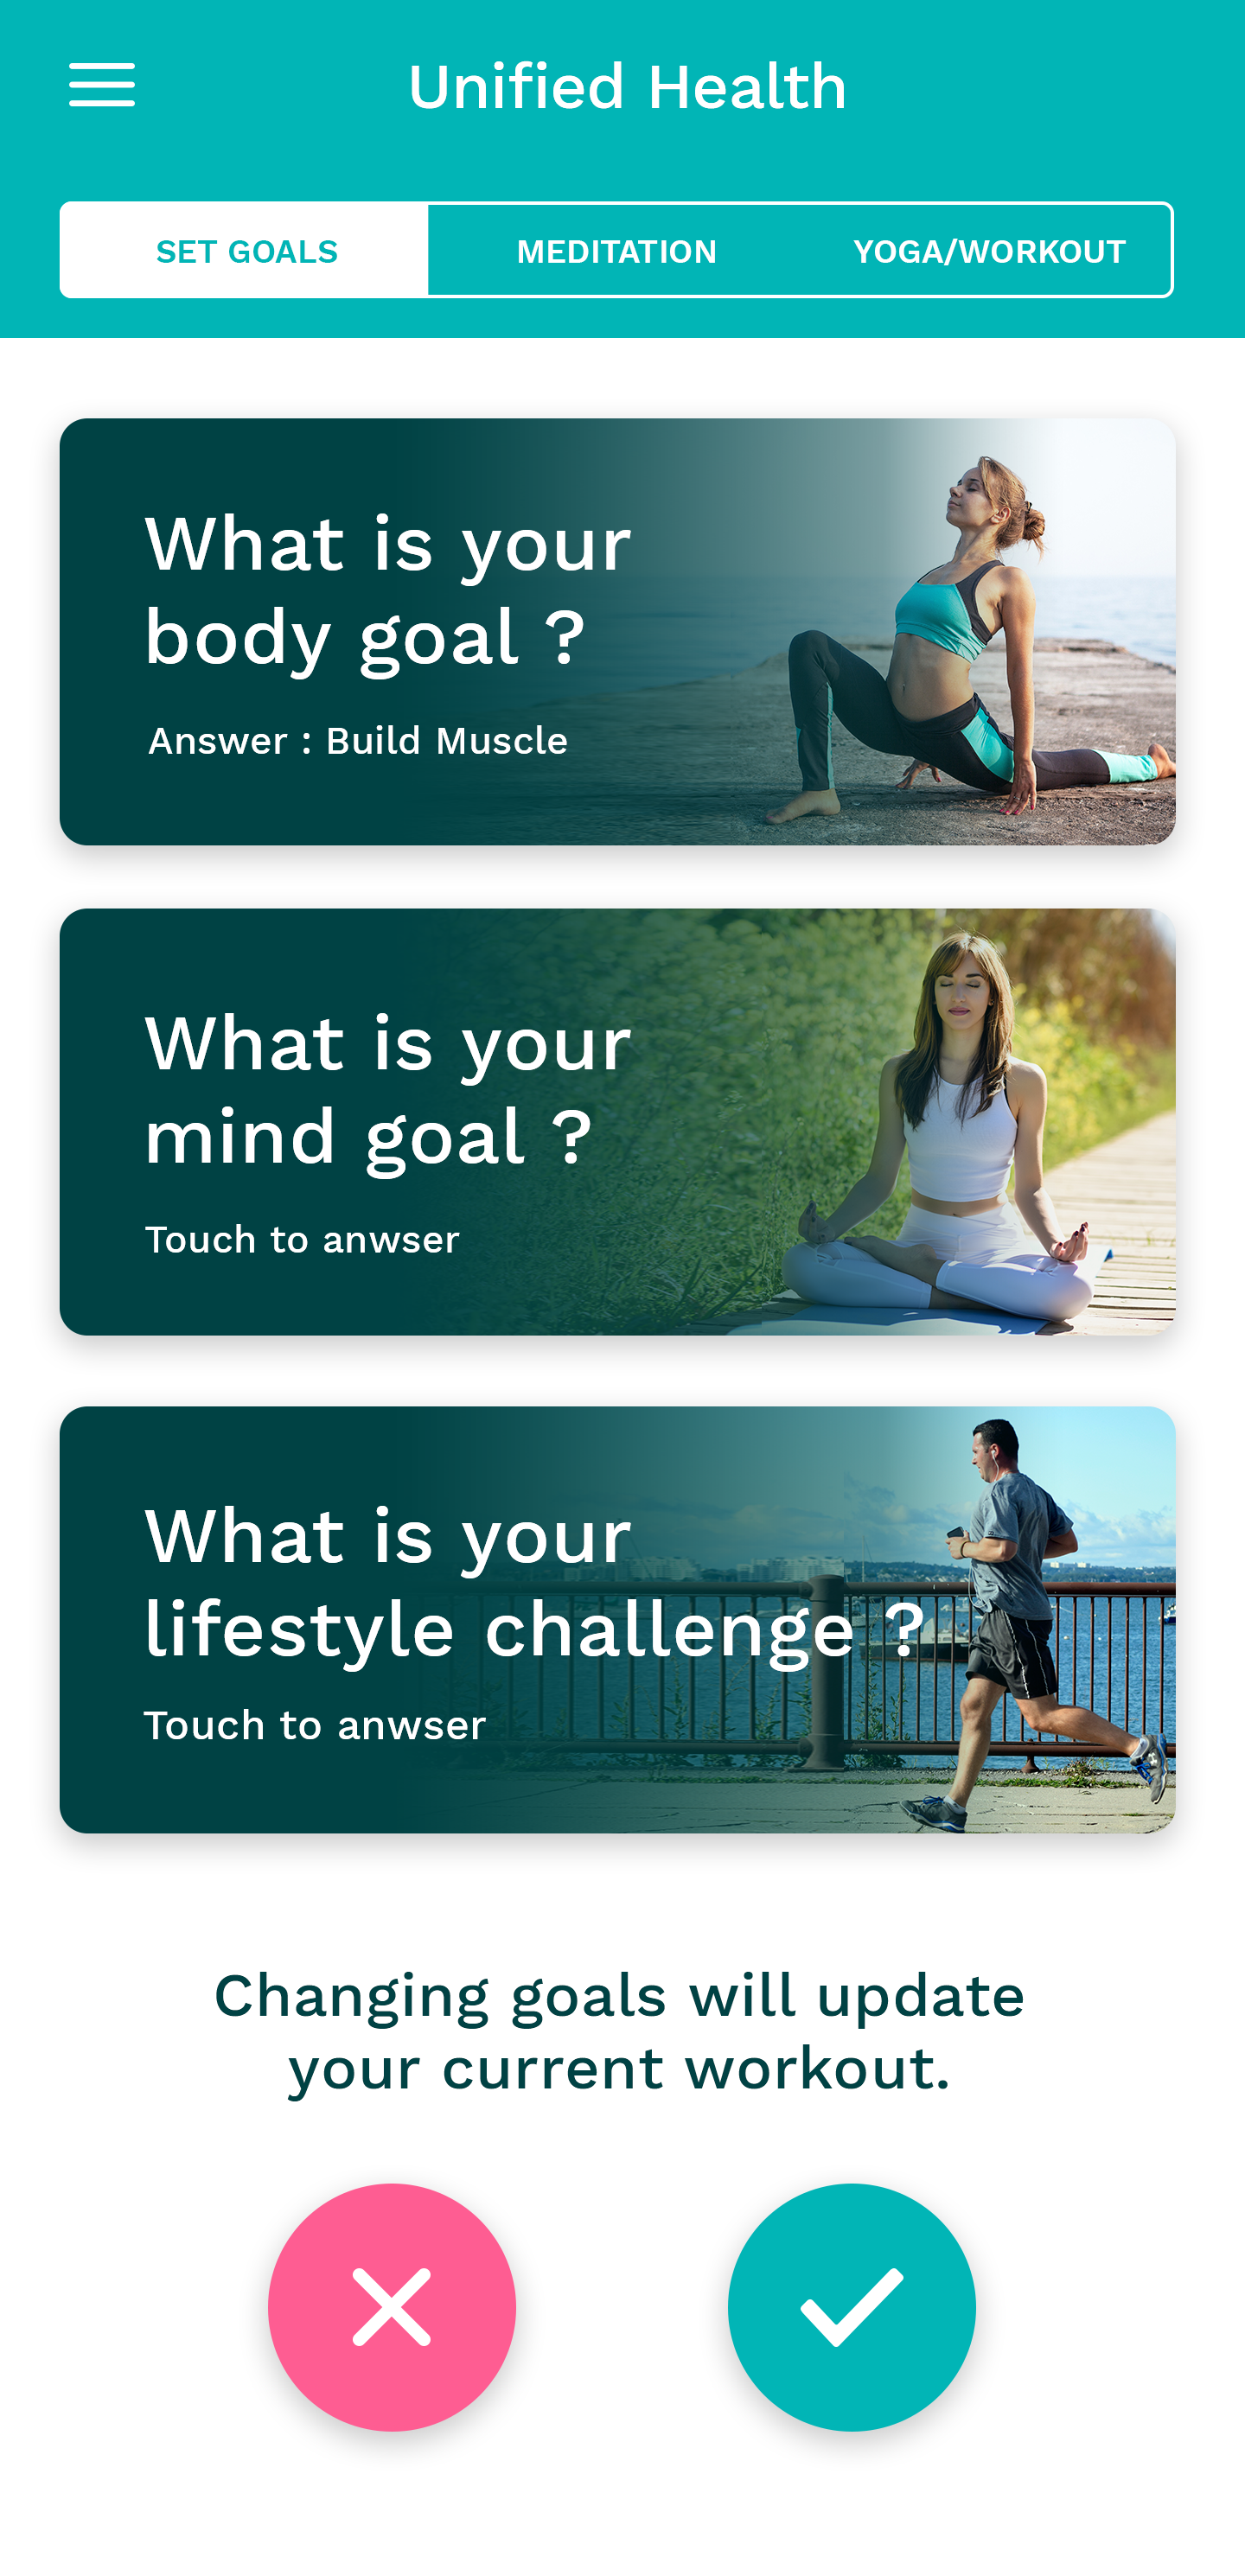 Unified Health
SET GOALS
MEDITATION
YOGA/WORKOUT
What is your
body goal ?
Answer : Build Muscle
What is your
mind goal ?
Touch to anwser
What is your
lifestyle challenge ?
Touch to anwser
Changing goals will update
your current workout.